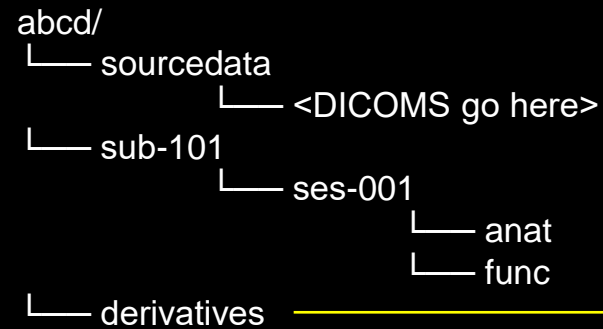 abcd/
sourcedata
<DICOMS go here>
sub-101
ses-001
anat
func
derivatives